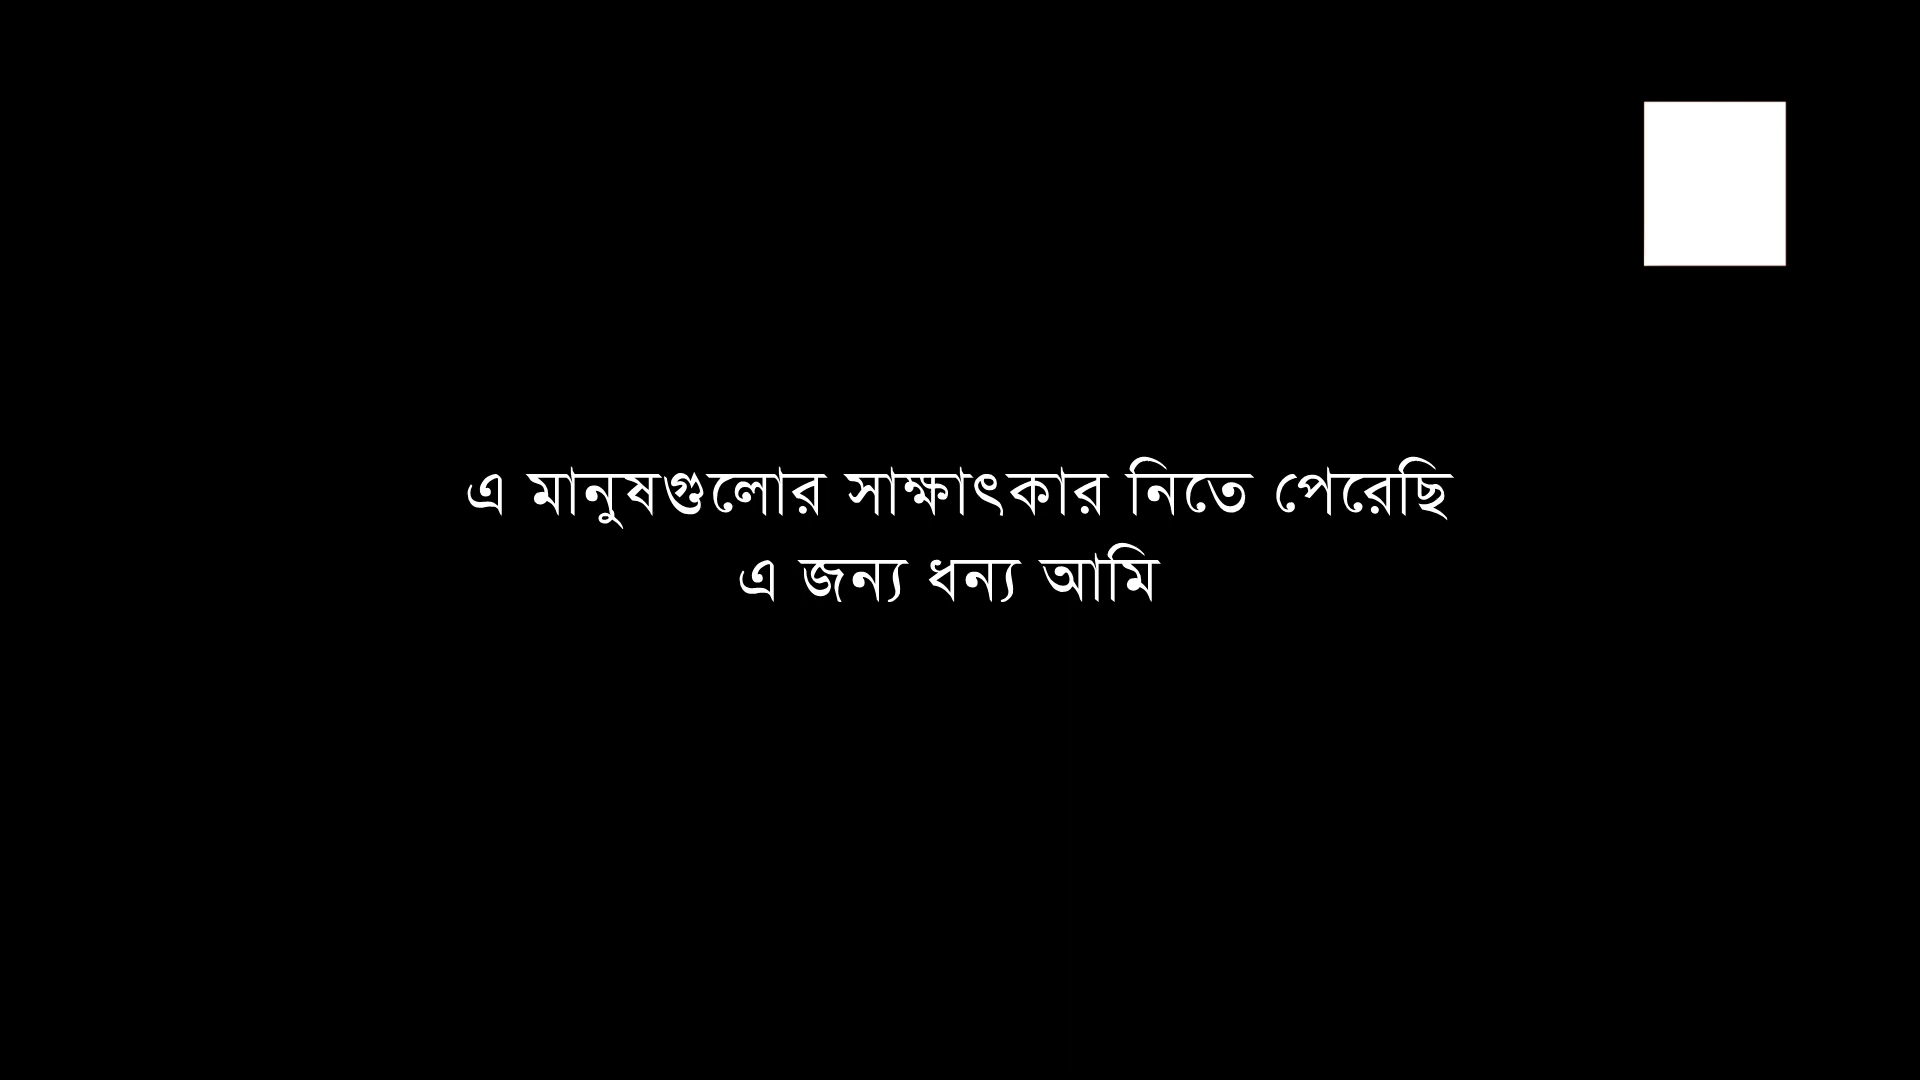 এ মানুষগুলোর সাক্ষাৎকার নিতে পেরেছি
এ জন্য ধন্য আমি